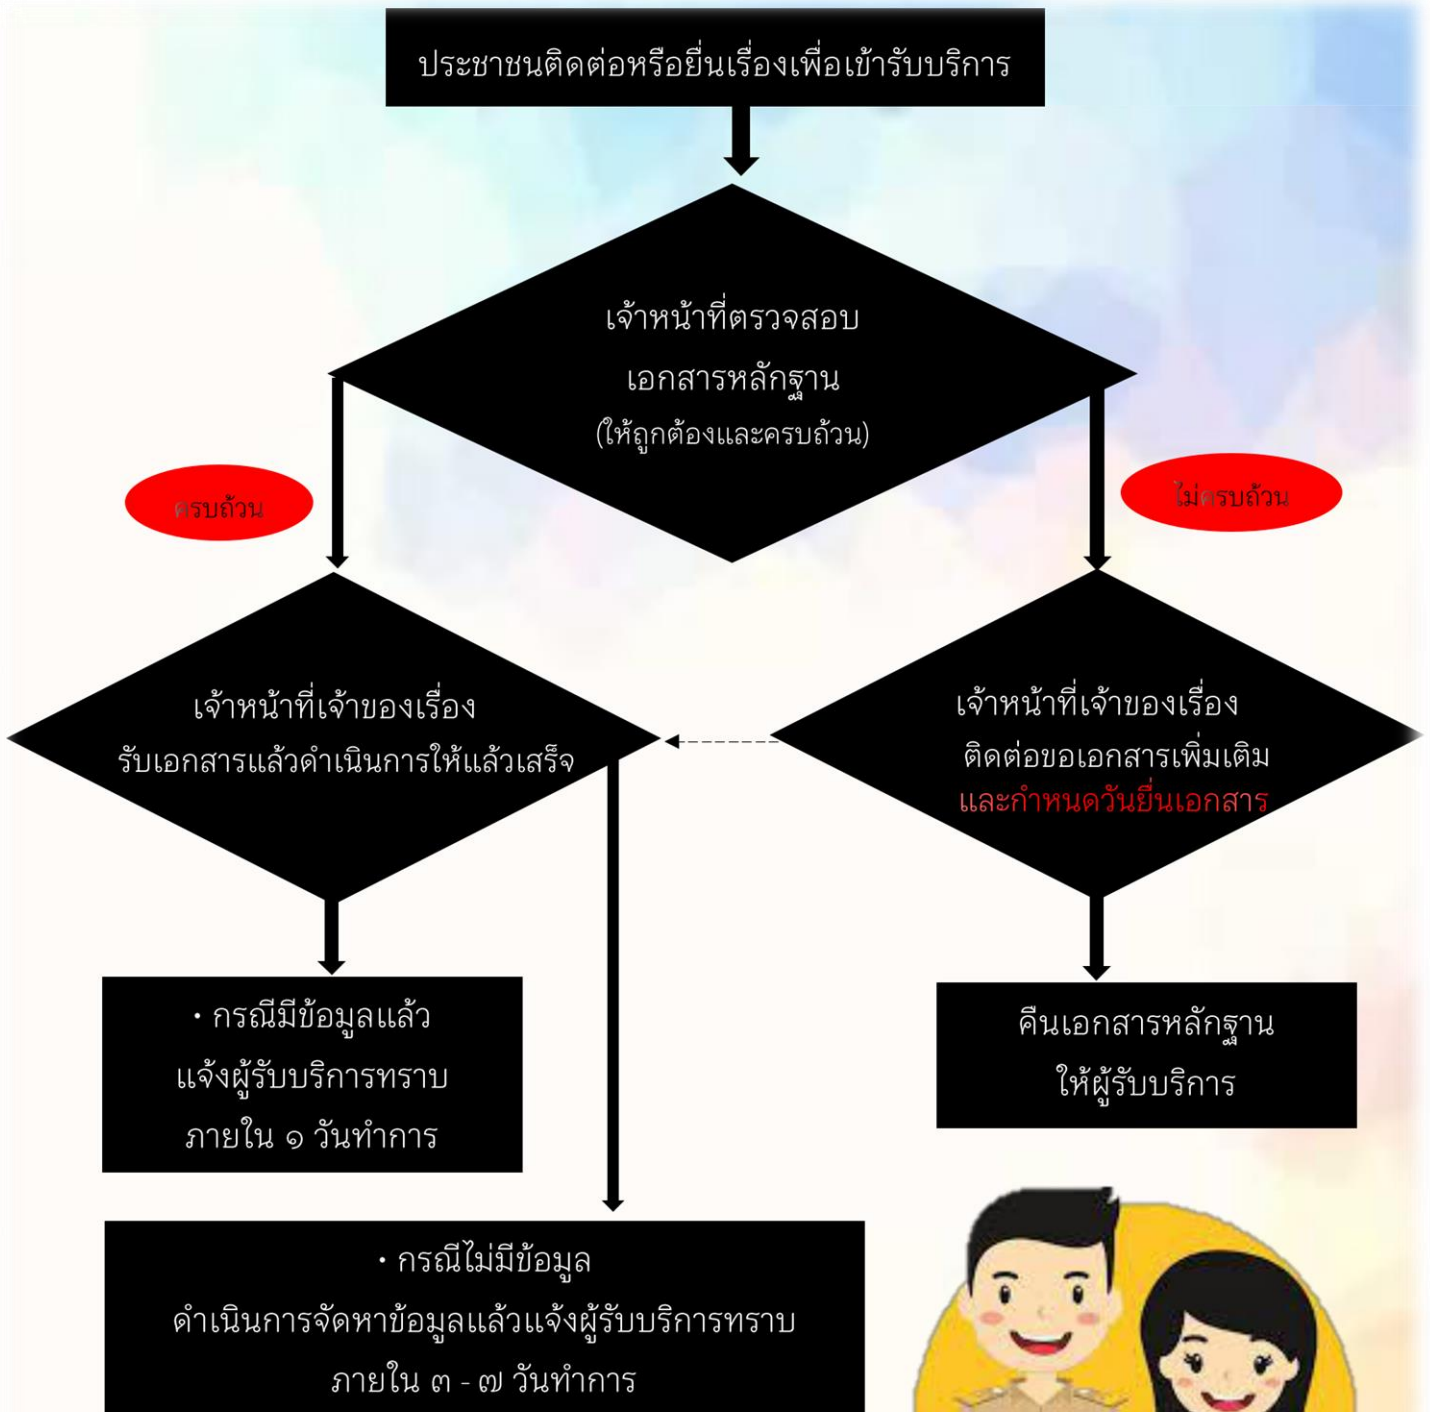 ประชาชนติดต่อหรือยื่นเรื่องเพื่อเข้ารับบริการ
เจ้าหน้าที่ตรวจสอบ
เอกสารหลักฐาน
(ให้ถูกต้องและครบถ้วน)
ครบถ้วน
ไม่ครบถ้วน
เจ้าหน้าที่เจ้าของเรื่อง
รับเอกสารแล้วดำเนินการให้แล้วเสร็จ
เจ้าหน้าที่เจ้าของเรื่อง
ติดต่อขอเอกสารเพิ่มเติม
และกำหนดวันยื่นเอกสาร
• กรณีมีข้อมูลแล้ว
แจ้งผู้รับบริการทราบ
ภายใน ๑ วันทำการ
คืนเอกสารหลักฐาน
ให้ผู้รับบริการ
• กรณีไม่มีข้อมูล
ดำเนินการจัดหาข้อมูลแล้วแจ้งผู้รับบริการทราบ
ภายใน ๓ - ๗ วันทำการ